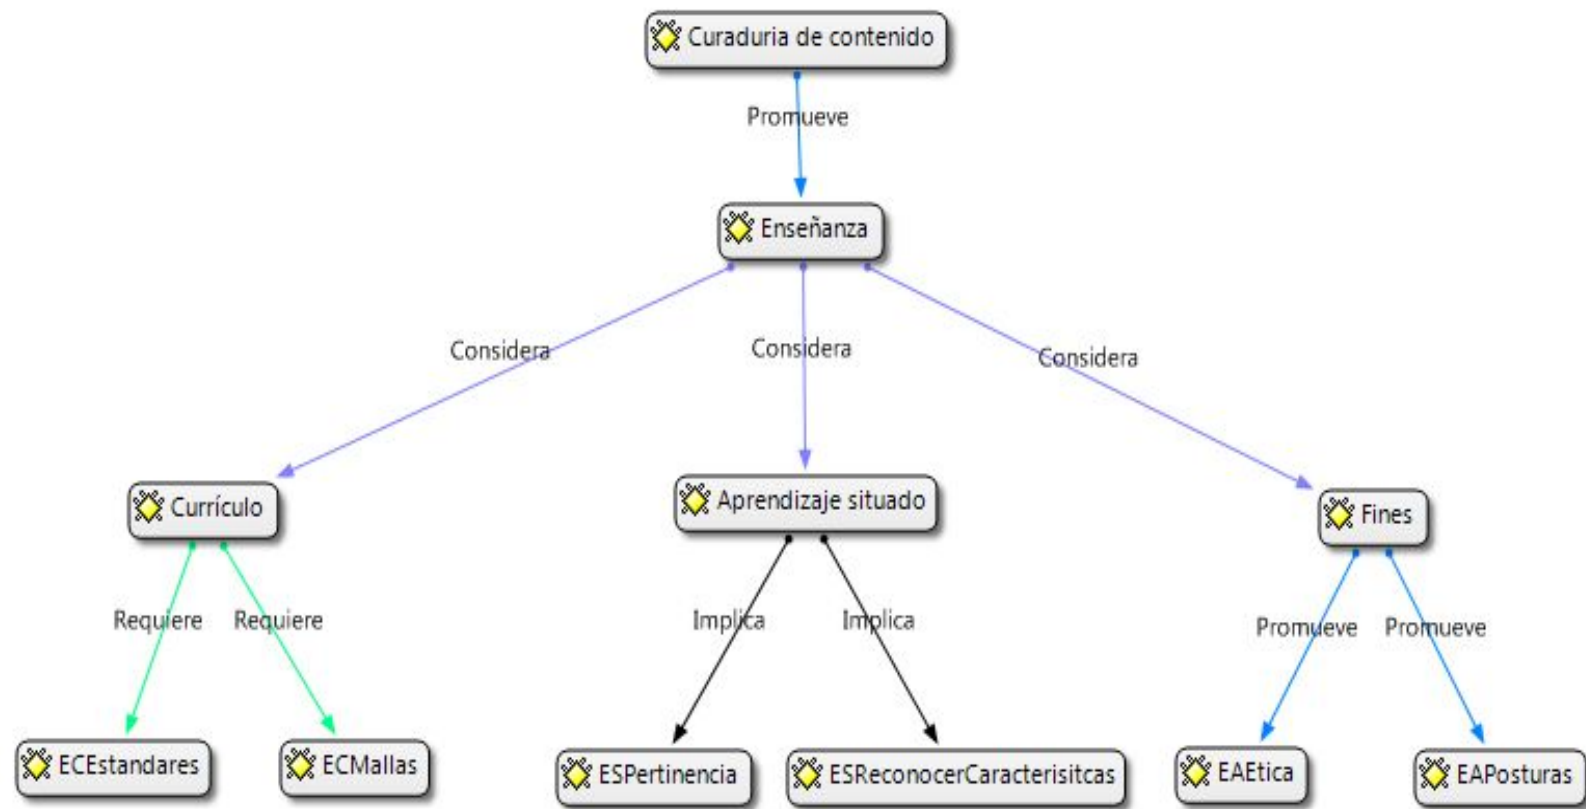 Curaduria de contenido
Promueve
Enseñanza
Considera
Considera
Considera
Currículo
Aprendizaje situado
Fines
Requiere
Requiere
Implica
Implica
Promueve
Promueve
ECEstandares
ECMallas
ESPertinencia
ESReconocerCaracterisitcas
EAEtica
EAPosturas